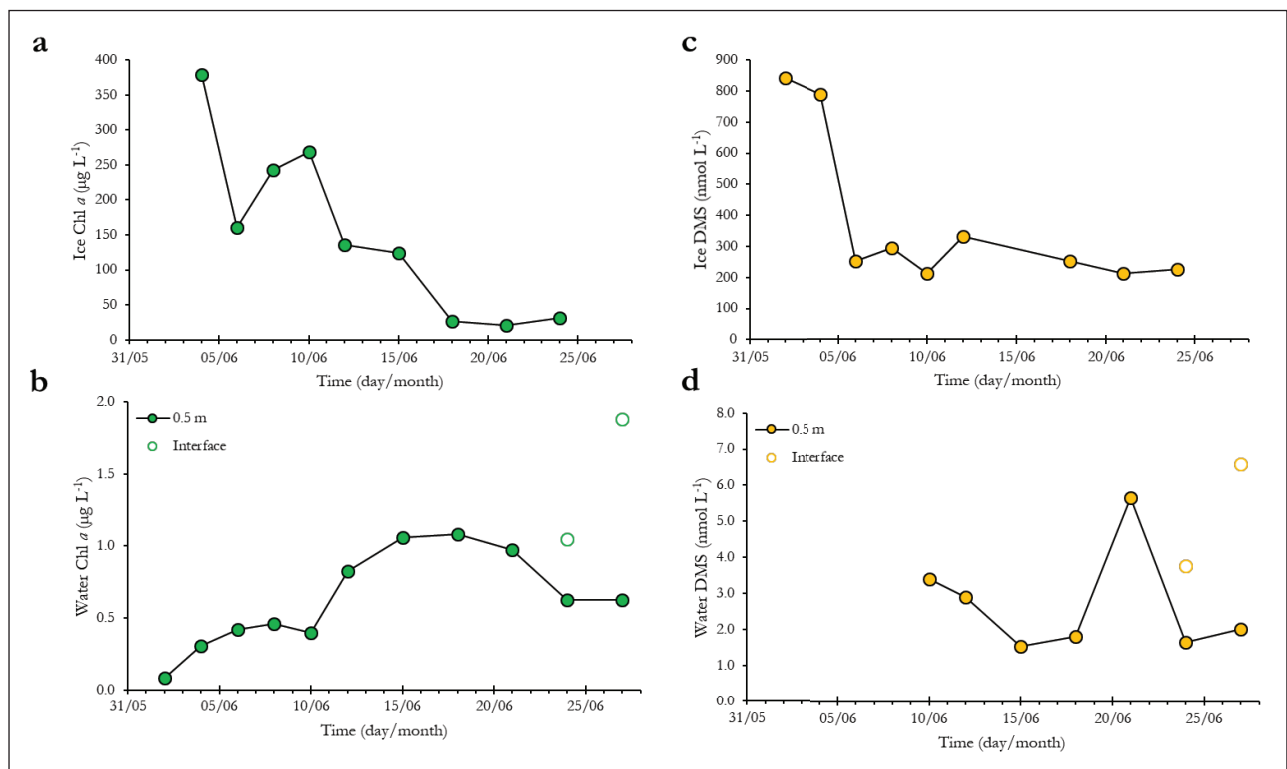 a
400
350
300
250
200
150
100
50
0
Ice Chl a (µg L⁻¹)
31/05 05/06 10/06 15/06 20/06 25/06
Time (day/month)
b
2.0
1.5
1.0
0.5
0.0
Water Chl a (µg L⁻¹)
0.5 m
Interface
31/05 05/06 10/06 15/06 20/06 25/06
Time (day/month)
c
900
800
700
600
500
400
300
200
100
0
Ice DMS (nmol L⁻¹)
31/05 05/06 10/06 15/06 20/06 25/06
Time (day/month)
d
8.0
7.0
6.0
5.0
4.0
3.0
2.0
1.0
0.0
Water DMS (nmol L⁻¹)
0.5 m
Interface
31/05 05/06 10/06 15/06 20/06 25/06
Time (day/month)